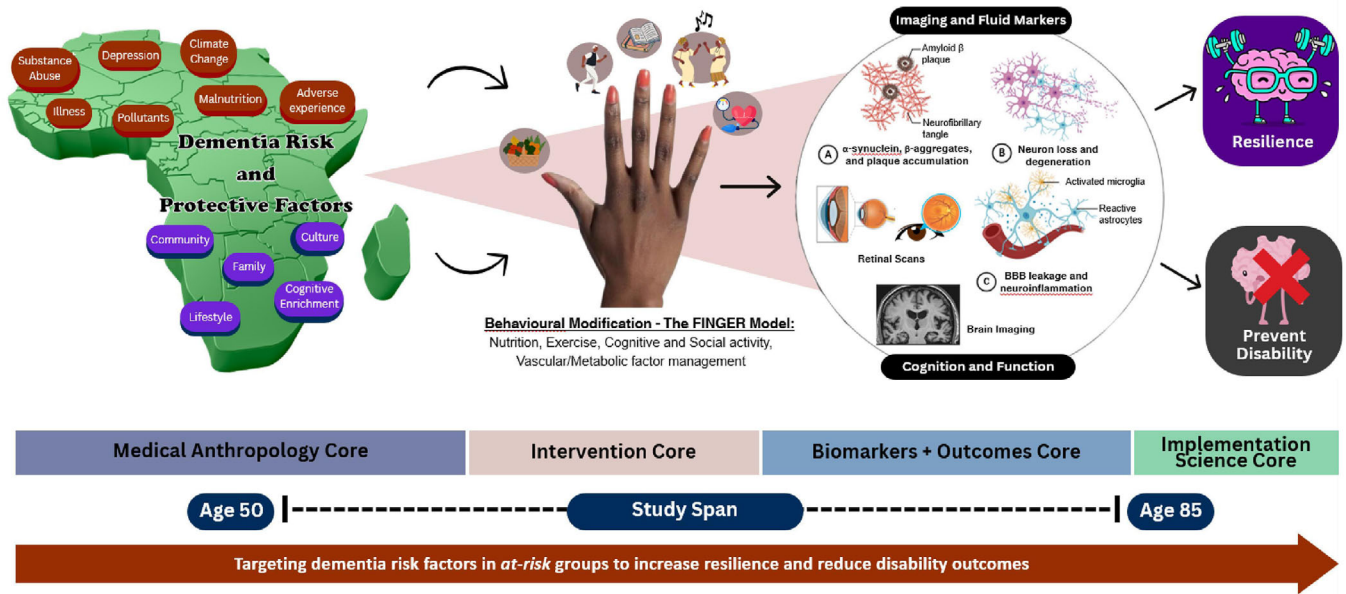 Substance
Abuse
Depression
Climate
Change
Illness
Pollutants
Malnutrition
Adverse
experience
Dementia Risk
and
Protective Factors
Community
Culture
Family
Cognitive
Enrichment
Lifestyle
Behavioural Modification - The FINGER Model:
Nutrition, Exercise, Cognitive and Social activity,
Vascular/Metabolic factor management
Imaging and Fluid Markers
Amyloid β
plaque
Neurofibrillary
tangle
A α-synuclein, β-aggregates,
and plaque accumulation
B Neuron loss and
degeneration
Activated microglia
Reactive
astrocytes
Retinal Scans
C BBB leakage and
neuroinflammation
Brain Imaging
Cognition and Function
Resilience
Prevent
Disability
Medical Anthropology Core
Intervention Core
Biomarkers + Outcomes Core
Implementation
Science Core
Age 50
Study Span
Age 85
Targeting dementia risk factors in at-risk groups to increase resilience and reduce disability outcomes